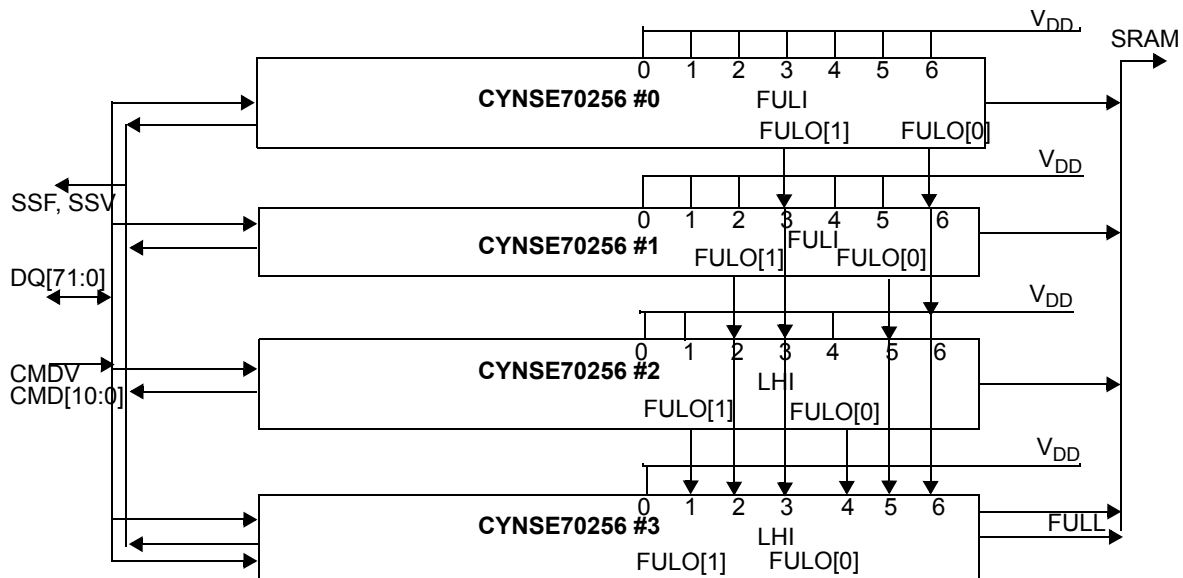 VDD
SRAM
0 1 2 3 4 5 6
CYNSE70256 #0
FULI
FULO[1] FULO[0]
VDD
SSF, SSV
0 1 2 3 4 5 6
CYNSE70256 #1
FULI
FULO[1] FULO[0]
DQ[71:0]
VDD
0 1 2 3 4 5 6
CMDV
CMD[10:0]
CYNSE70256 #2
LHI
FULO[1] FULO[0]
VDD
0 1 2 3 4 5 6
CYNSE70256 #3
FULL
LHI
FULO[1] FULO[0]